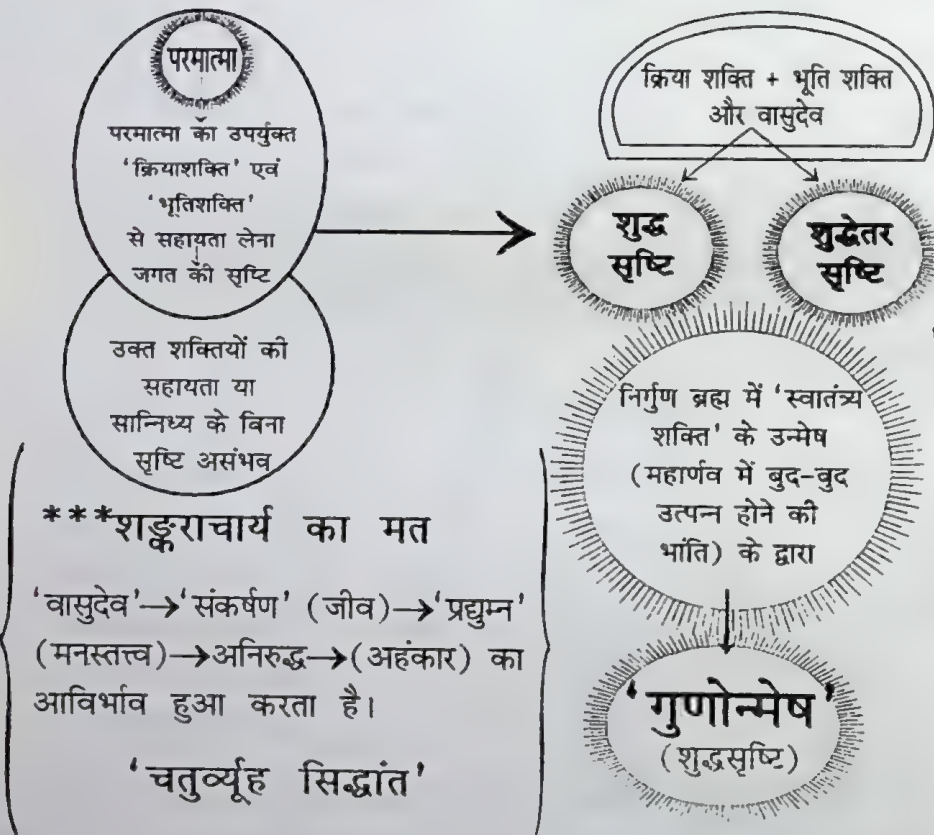 परमात्मा
परमात्मा का उपर्युक्त
'क्रियाशक्ति' एवं
'भूतिशक्ति'
से सहायता लेना
जगत की सृष्टि
उक्त शक्तियों की
सहायता या
सान्निध्य के बिना
सृष्टि असंभव
***शङ्कराचार्य का मत
'वासुदेव'→'संकर्षण' (जीव)→'प्रद्युम्न'
(मनस्तत्त्व)→अनिरुद्ध→(अहंकार) का
आविर्भाव हुआ करता है।
'चतुर्व्यूह सिद्धांत'
क्रिया शक्ति + भूति शक्ति
और वासुदेव
शुद्ध
सृष्टि
शुद्धेतर
सृष्टि
निर्गुण ब्रह्म में 'स्वातंत्र्य
शक्ति' के उन्मेष
(महार्णव में बुद-बुद
उत्पन्न होने की
भांति) के द्वारा
'गुणोन्मेष'
(शुद्धसृष्टि)